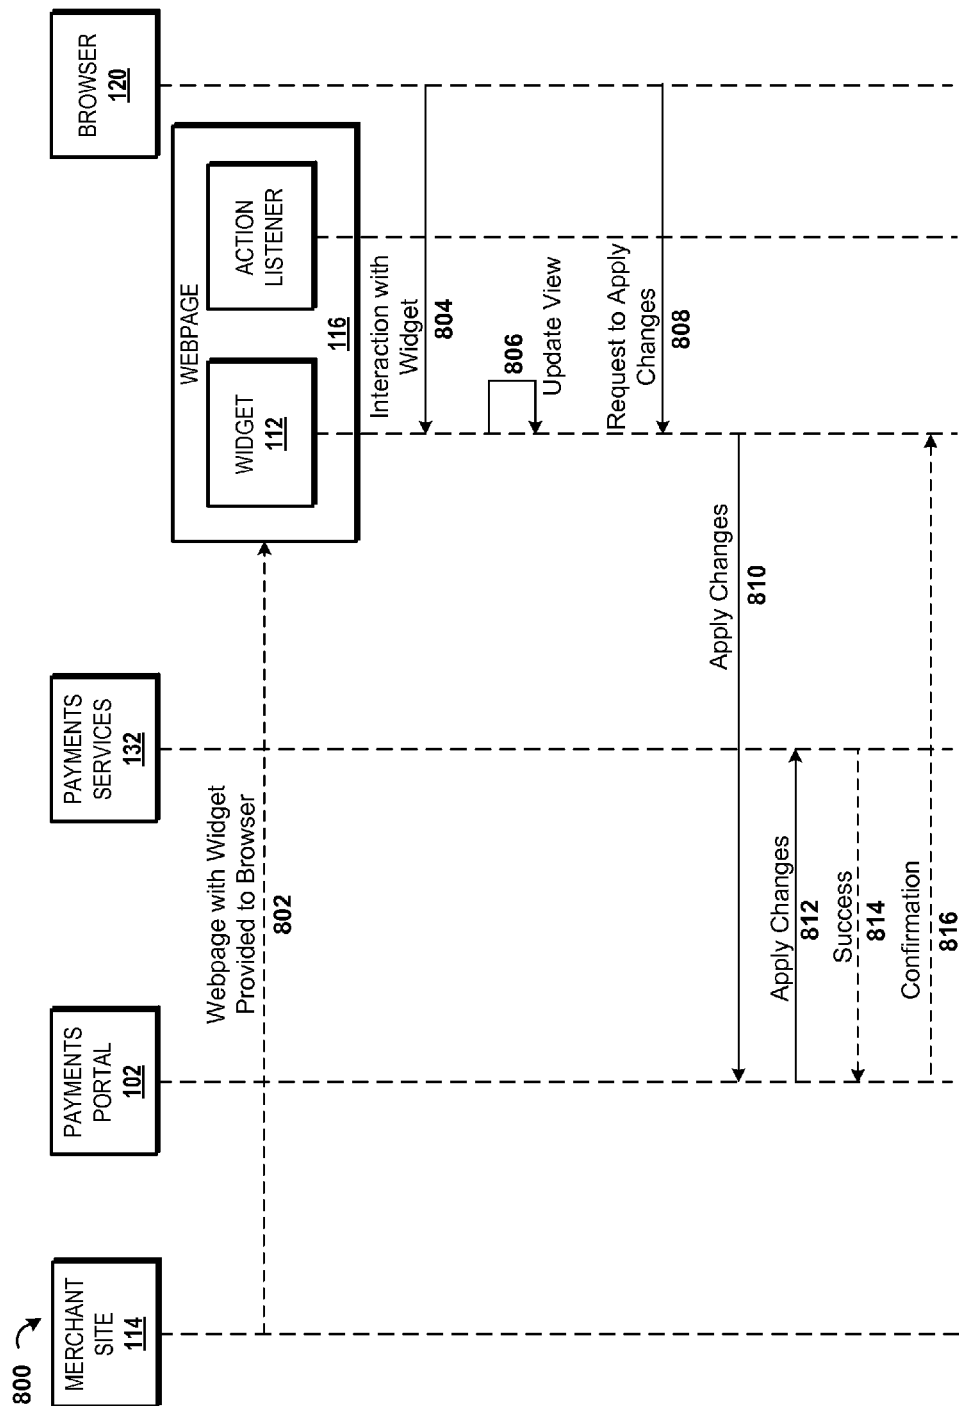 800
MERCHANT
SITE
114
PAYMENTS
PORTAL
102
PAYMENTS
SERVICES
132
WEBPAGE
116
WIDGET
112
ACTION
LISTENER
BROWSER
120
Webpage with Widget
Provided to Browser
802
Interaction with
Widget
804
806
Update View
Request to Apply
Changes
808
Apply Changes
810
Apply Changes
812
Success
814
Confirmation
816